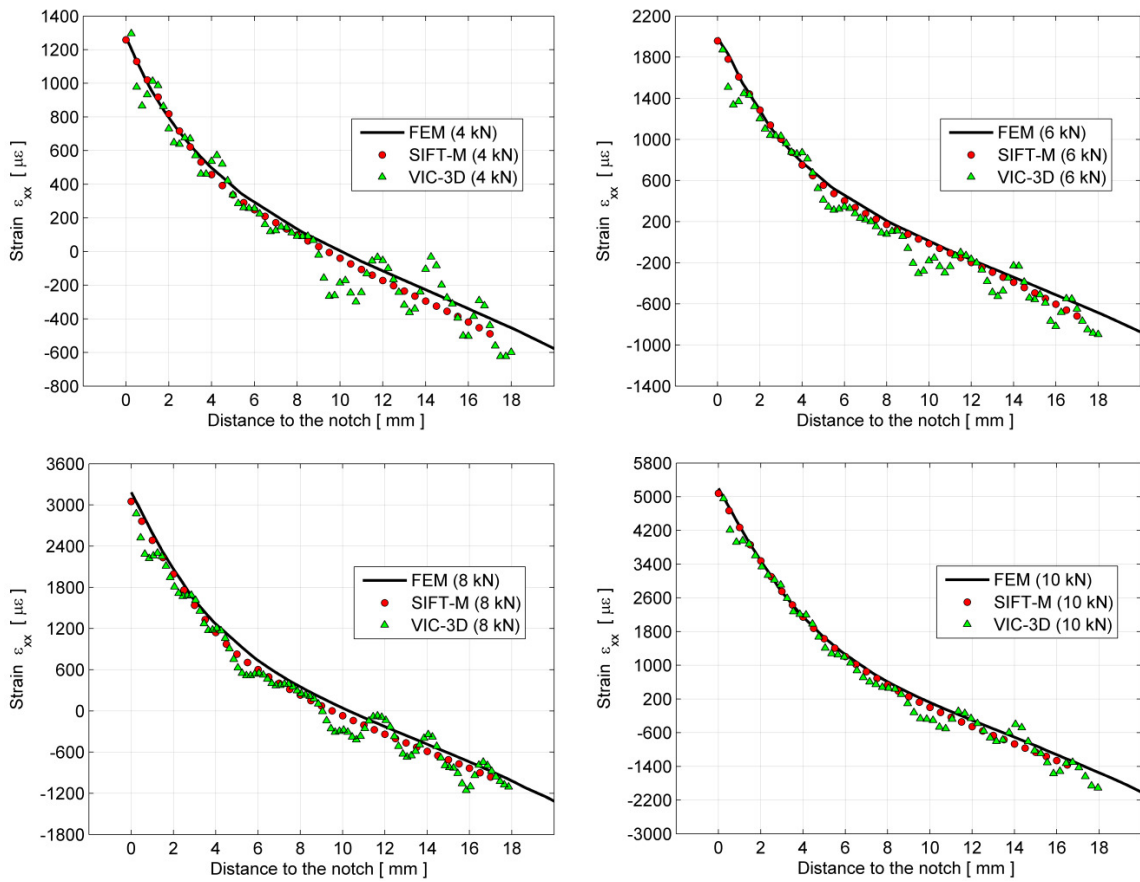 1400
1200
1000
800
600
400
200
0
-200
-400
-600
-800
Strain εxx [ με ]
FEM (4 kN)
SIFT-M (4 kN)
VIC-3D (4 kN)
0 2 4 6 8 10 12 14 16 18
Distance to the notch [ mm ]
2200
1800
1400
1000
600
200
-200
-600
-1000
-1400
Strain εxx [ με ]
FEM (6 kN)
SIFT-M (6 kN)
VIC-3D (6 kN)
0 2 4 6 8 10 12 14 16 18
Distance to the notch [ mm ]
3600
3000
2400
1800
1200
600
0
-600
-1200
-1800
Strain εxx [ με ]
FEM (8 kN)
SIFT-M (8 kN)
VIC-3D (8 kN)
0 2 4 6 8 10 12 14 16 18
Distance to the notch [ mm ]
5800
5000
4200
3400
2600
1800
1000
200
-600
-1400
-2200
-3000
Strain εxx [ με ]
FEM (10 kN)
SIFT-M (10 kN)
VIC-3D (10 kN)
0 2 4 6 8 10 12 14 16 18
Distance to the notch [ mm ]